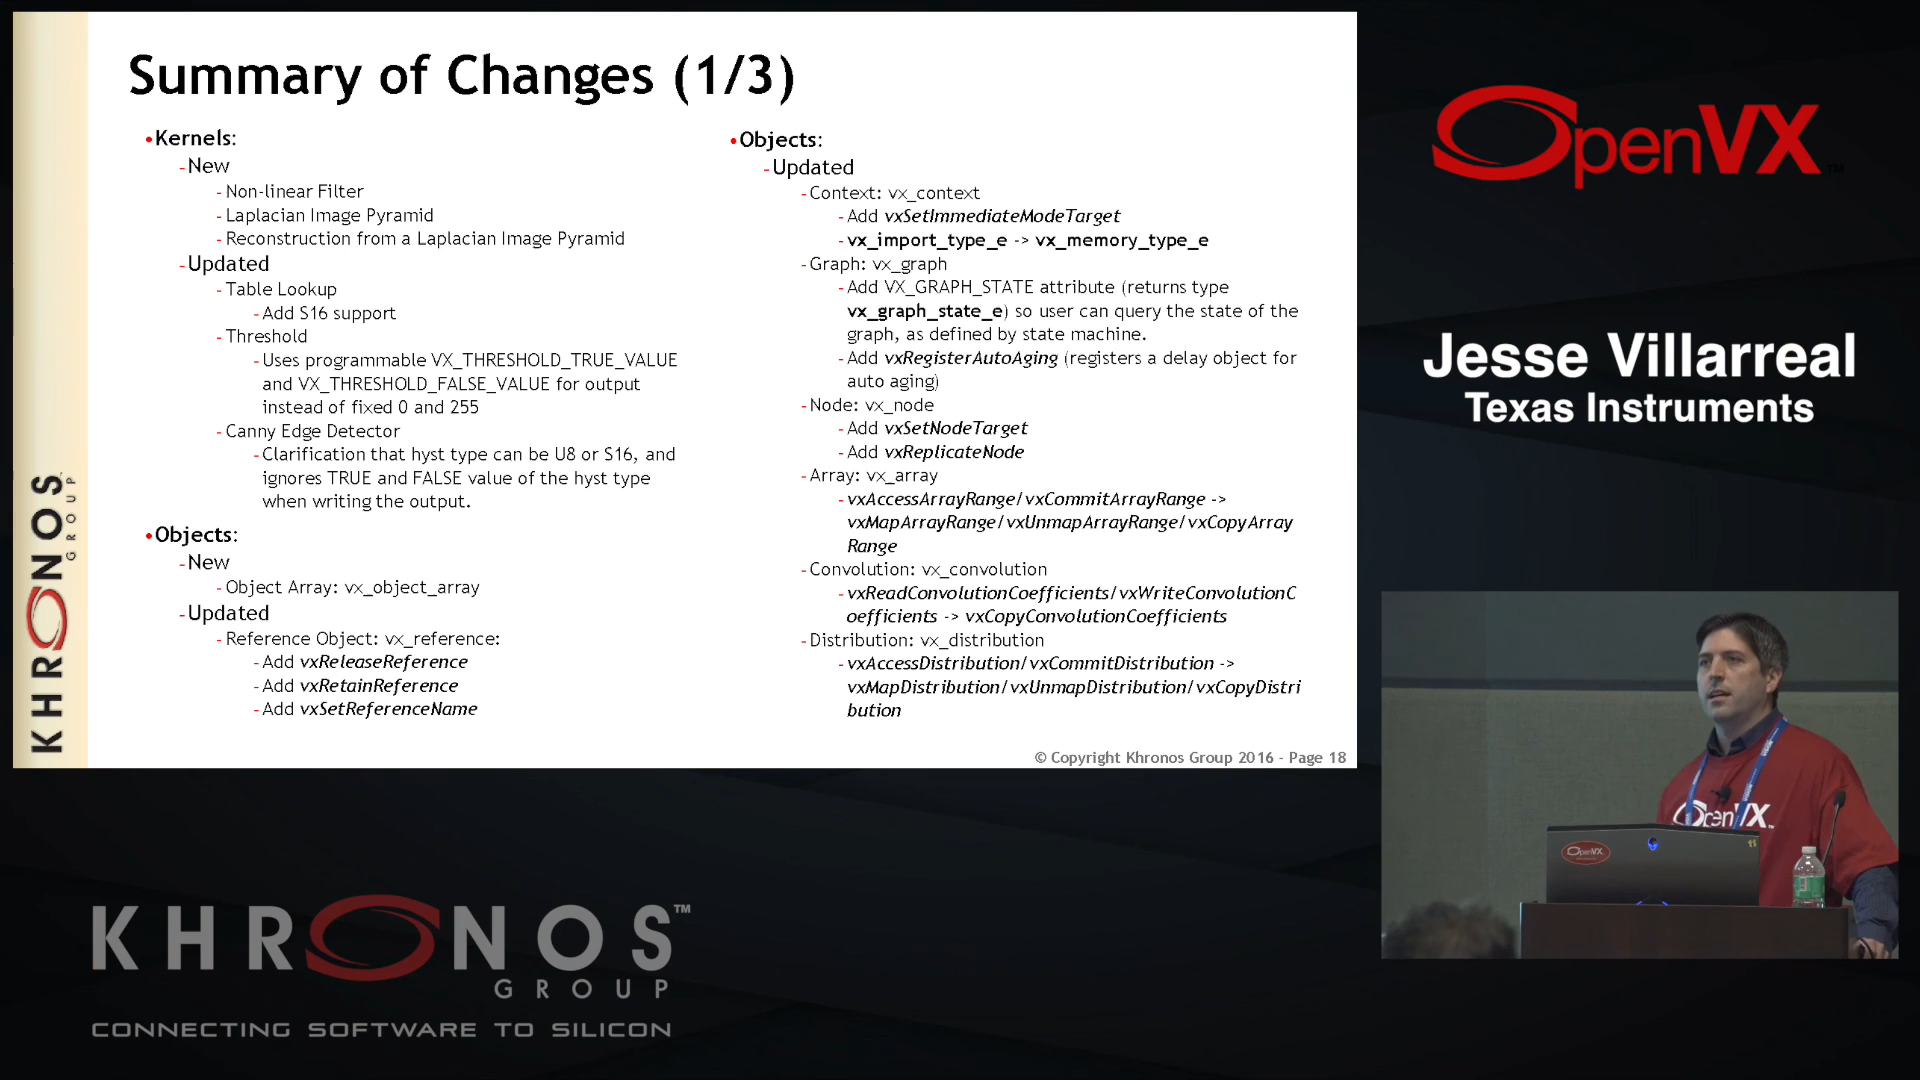 Summary of Changes (1/3)
•Kernels:
-New
-Non-linear Filter
-Laplacian Image Pyramid
-Reconstruction from a Laplacian Image Pyramid
-Updated
-Table Lookup
-Add S16 support
-Threshold
-Uses programmable VX_THRESHOLD_TRUE_VALUE
and VX_THRESHOLD_FALSE_VALUE for output
instead of fixed 0 and 255
-Canny Edge Detector
-Clarification that hyst type can be U8 or S16, and
ignores TRUE and FALSE value of the hyst type
when writing the output.
•Objects:
-New
-Object Array: vx_object_array
-Updated
-Reference Object: vx_reference:
-Add vxReleaseReference
-Add vxRetainReference
-Add vxSetReferenceName
•Objects:
-Updated
-Context: vx_context
-Add vxSetImmediateModeTarget
-vx_import_type_e -> vx_memory_type_e
-Graph: vx_graph
-Add VX_GRAPH_STATE attribute (returns type
vx_graph_state_e) so user can query the state of the
graph, as defined by state machine.
-Add vxRegisterAutoAging (registers a delay object for
auto aging)
-Node: vx_node
-Add vxSetNodeTarget
-Add vxReplicateNode
-Array: vx_array
-vxAccessArrayRange/vxCommitArrayRange ->
vxMapArrayRange/vxUnmapArrayRange/vxCopyArray
Range
-Convolution: vx_convolution
-vxReadConvolutionCoefficients/vxWriteConvolutionC
oefficients -> vxCopyConvolutionCoefficients
-Distribution: vx_distribution
-vxAccessDistribution/vxCommitDistribution ->
vxMapDistribution/vxUnmapDistribution/vxCopyDistri
bution
© Copyright Khronos Group 2016 - Page 18
KHRONOS
GROUP
OpenVX™
Jesse Villarreal
Texas Instruments
OpenVX
OpenVX
KHRONOS™
GROUP
CONNECTING SOFTWARE TO SILICON